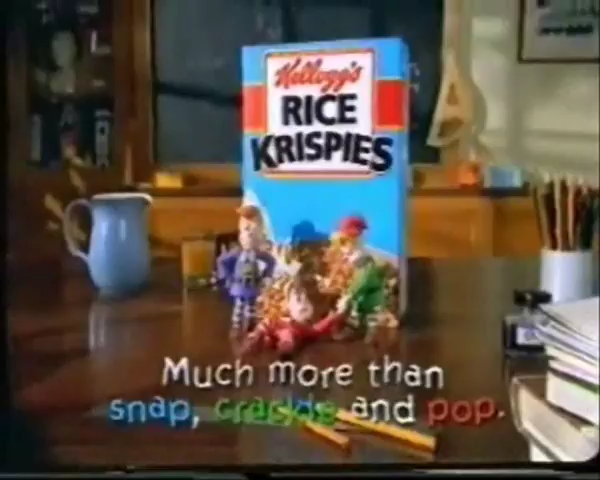 Kellogg's
RICE
KRISPIES
Much more than
snap, crackle and pop.